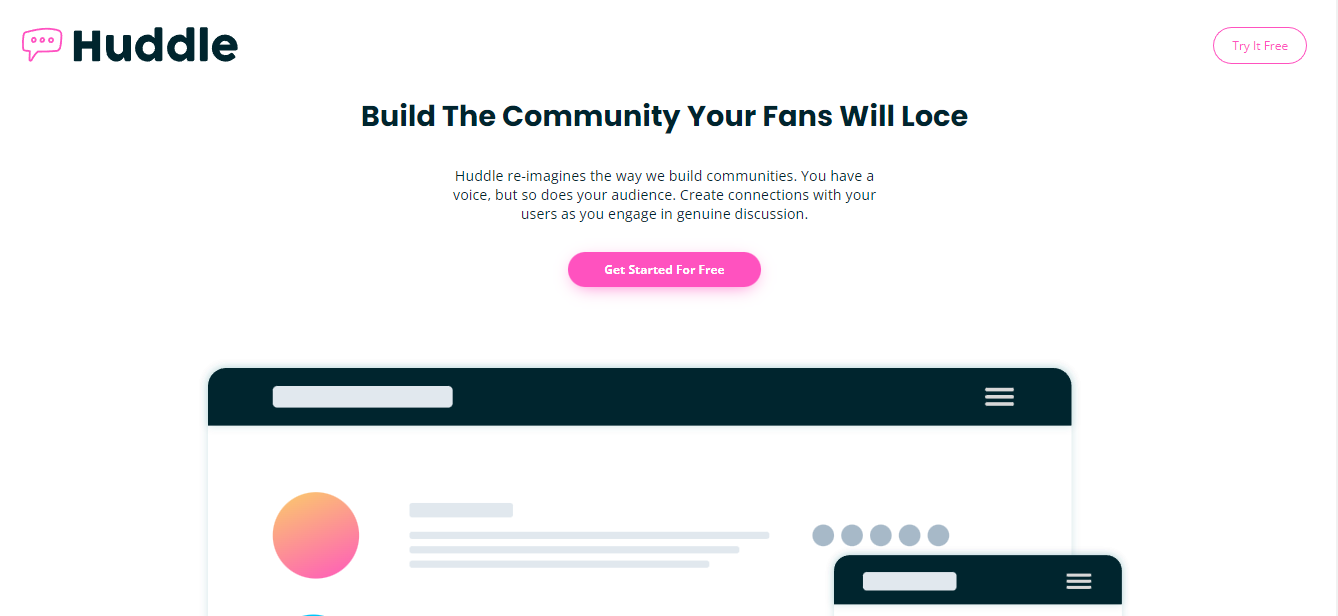 Huddle
Try It Free
Build The Community Your Fans Will Loce
Huddle re-imagines the way we build communities. You have a
voice, but so does your audience. Create connections with your
users as you engage in genuine discussion.
Get Started For Free